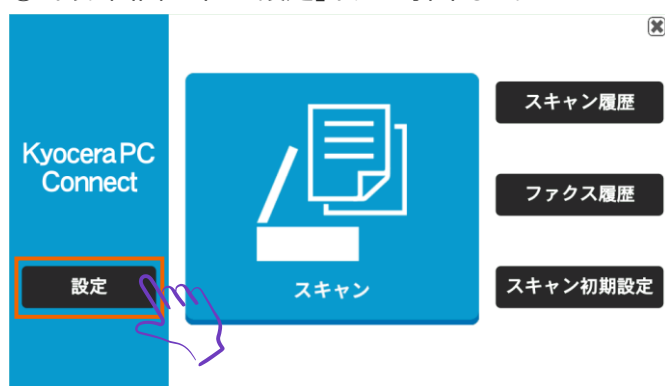 Kyocera PC
Connect
設定
スキャン
スキャン履歴
ファクス履歴
スキャン初期設定